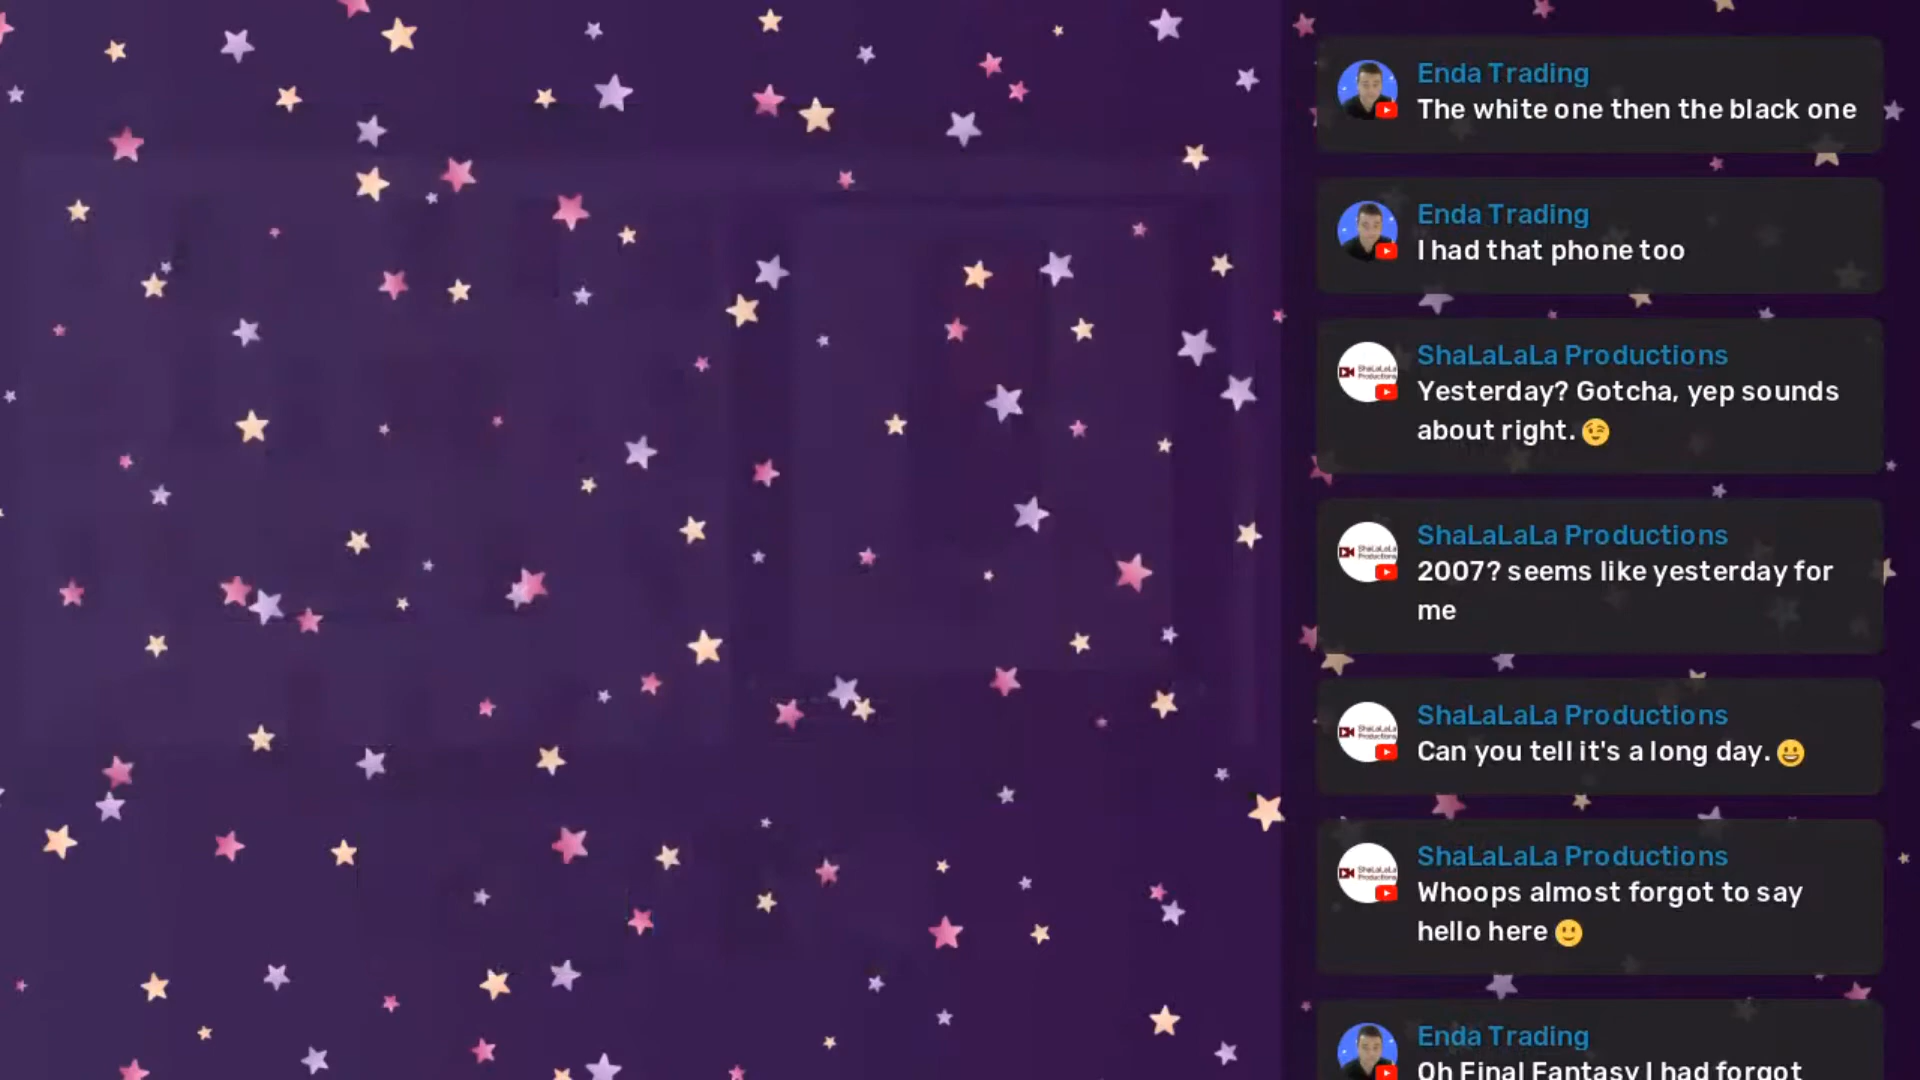 Enda Trading
The white one then the black one
Enda Trading
I had that phone too
ShaLaLaLa Productions
Yesterday? Gotcha, yep sounds
about right. 😉
ShaLaLaLa Productions
2007? seems like yesterday for
me
ShaLaLaLa Productions
Can you tell it's a long day. 😀
ShaLaLaLa Productions
Whoops almost forgot to say
hello here 🙂
Enda Trading
Oh Final Fantasy I had forgot